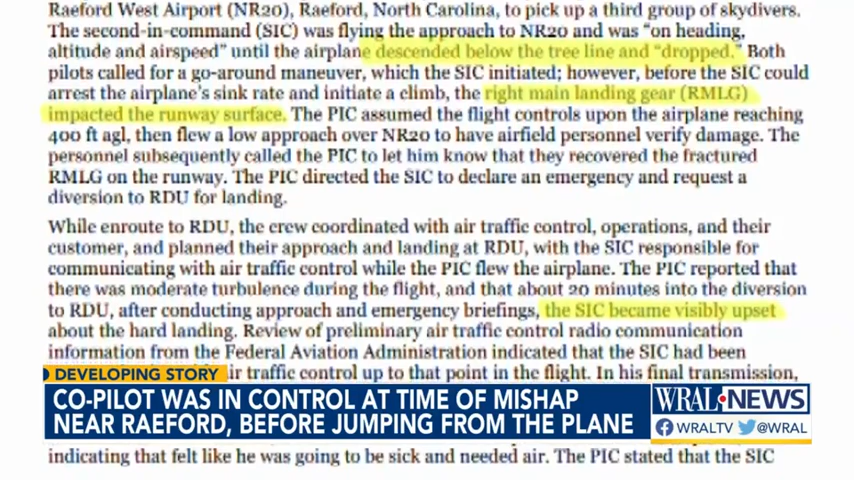 Raeford West Airport (NR20), Raeford, North Carolina, to pick up a third group of skydivers.
The second-in-command (SIC) was flying the approach to NR20 and was "on heading,
altitude and airspeed" until the airplane descended below the tree line and "dropped." Both
pilots called for a go-around maneuver, which the SIC initiated; however, before the SIC could
arrest the airplane's sink rate and initiate a climb, the right main landing gear (RMLG)
impacted the runway surface. The PIC assumed the flight controls upon the airplane reaching
400 ft agl, then flew a low approach over NR20 to have airfield personnel verify damage. The
personnel subsequently called the PIC to let him know that they recovered the fractured
RMLG on the runway. The PIC directed the SIC to declare an emergency and request a
diversion to RDU for landing.
While enroute to RDU, the crew coordinated with air traffic control, operations, and their
customer, and planned their approach and landing at RDU, with the SIC responsible for
communicating with air traffic control while the PIC flew the airplane. The PIC reported that
there was moderate turbulence during the flight, and that about 20 minutes into the diversion
to RDU, after conducting approach and emergency briefings, the SIC became visibly upset
about the hard landing. Review of preliminary air traffic control radio communication
information from the Federal Aviation Administration indicated that the SIC had been
air traffic control up to that point in the flight. In his final transmission,
DEVELOPING STORY
CO-PILOT WAS IN CONTROL AT TIME OF MISHAP
NEAR RAEFORD, BEFORE JUMPING FROM THE PLANE
WRAL NEWS
WRALTV @WRAL
indicating that felt like he was going to be sick and needed air. The PIC stated that the SIC